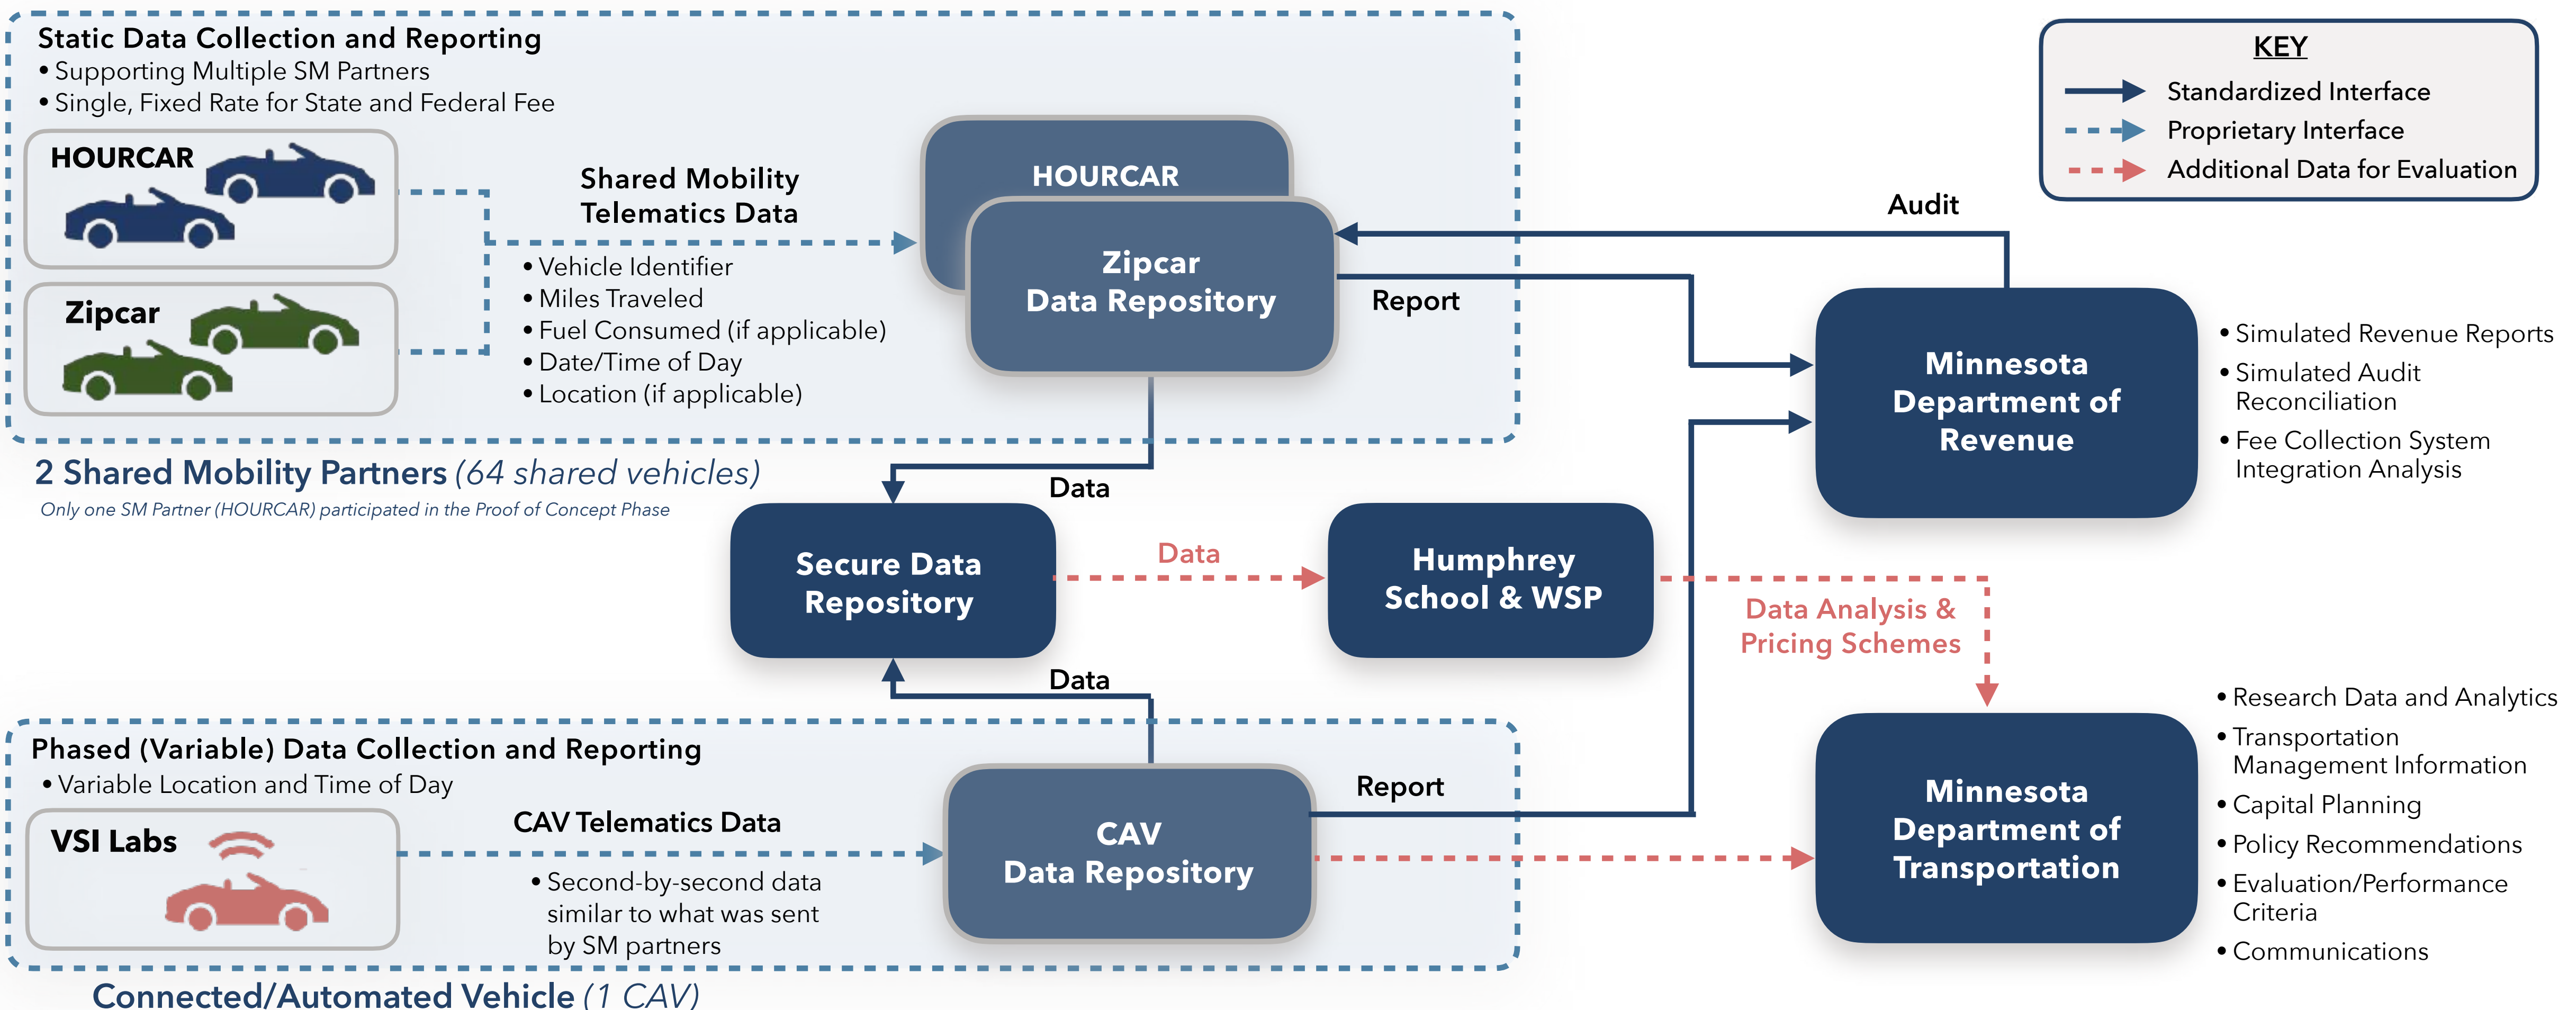 Static Data Collection and Reporting
• Supporting Multiple SM Partners
• Single, Fixed Rate for State and Federal Fee
HOURCAR
Zipcar
Shared Mobility
Telematics Data
• Vehicle Identifier
• Miles Traveled
• Fuel Consumed (if applicable)
• Date/Time of Day
• Location (if applicable)
HOURCAR
Zipcar
Data Repository
2 Shared Mobility Partners (64 shared vehicles)
Only one SM Partner (HOURCAR) participated in the Proof of Concept Phase
KEY
Standardized Interface
Proprietary Interface
Additional Data for Evaluation
Audit
Report
Minnesota
Department of
Revenue
• Simulated Revenue Reports
• Simulated Audit
Reconciliation
• Fee Collection System
Integration Analysis
Data
Secure Data
Repository
Data
Humphrey
School & WSP
Data Analysis &
Pricing Schemes
Data
Phased (Variable) Data Collection and Reporting
• Variable Location and Time of Day
VSI Labs
CAV Telematics Data
• Second-by-second data
similar to what was sent
by SM partners
CAV
Data Repository
Report
Minnesota
Department of
Transportation
• Research Data and Analytics
• Transportation
Management Information
• Capital Planning
• Policy Recommendations
• Evaluation/Performance
Criteria
• Communications
Connected/Automated Vehicle (1 CAV)